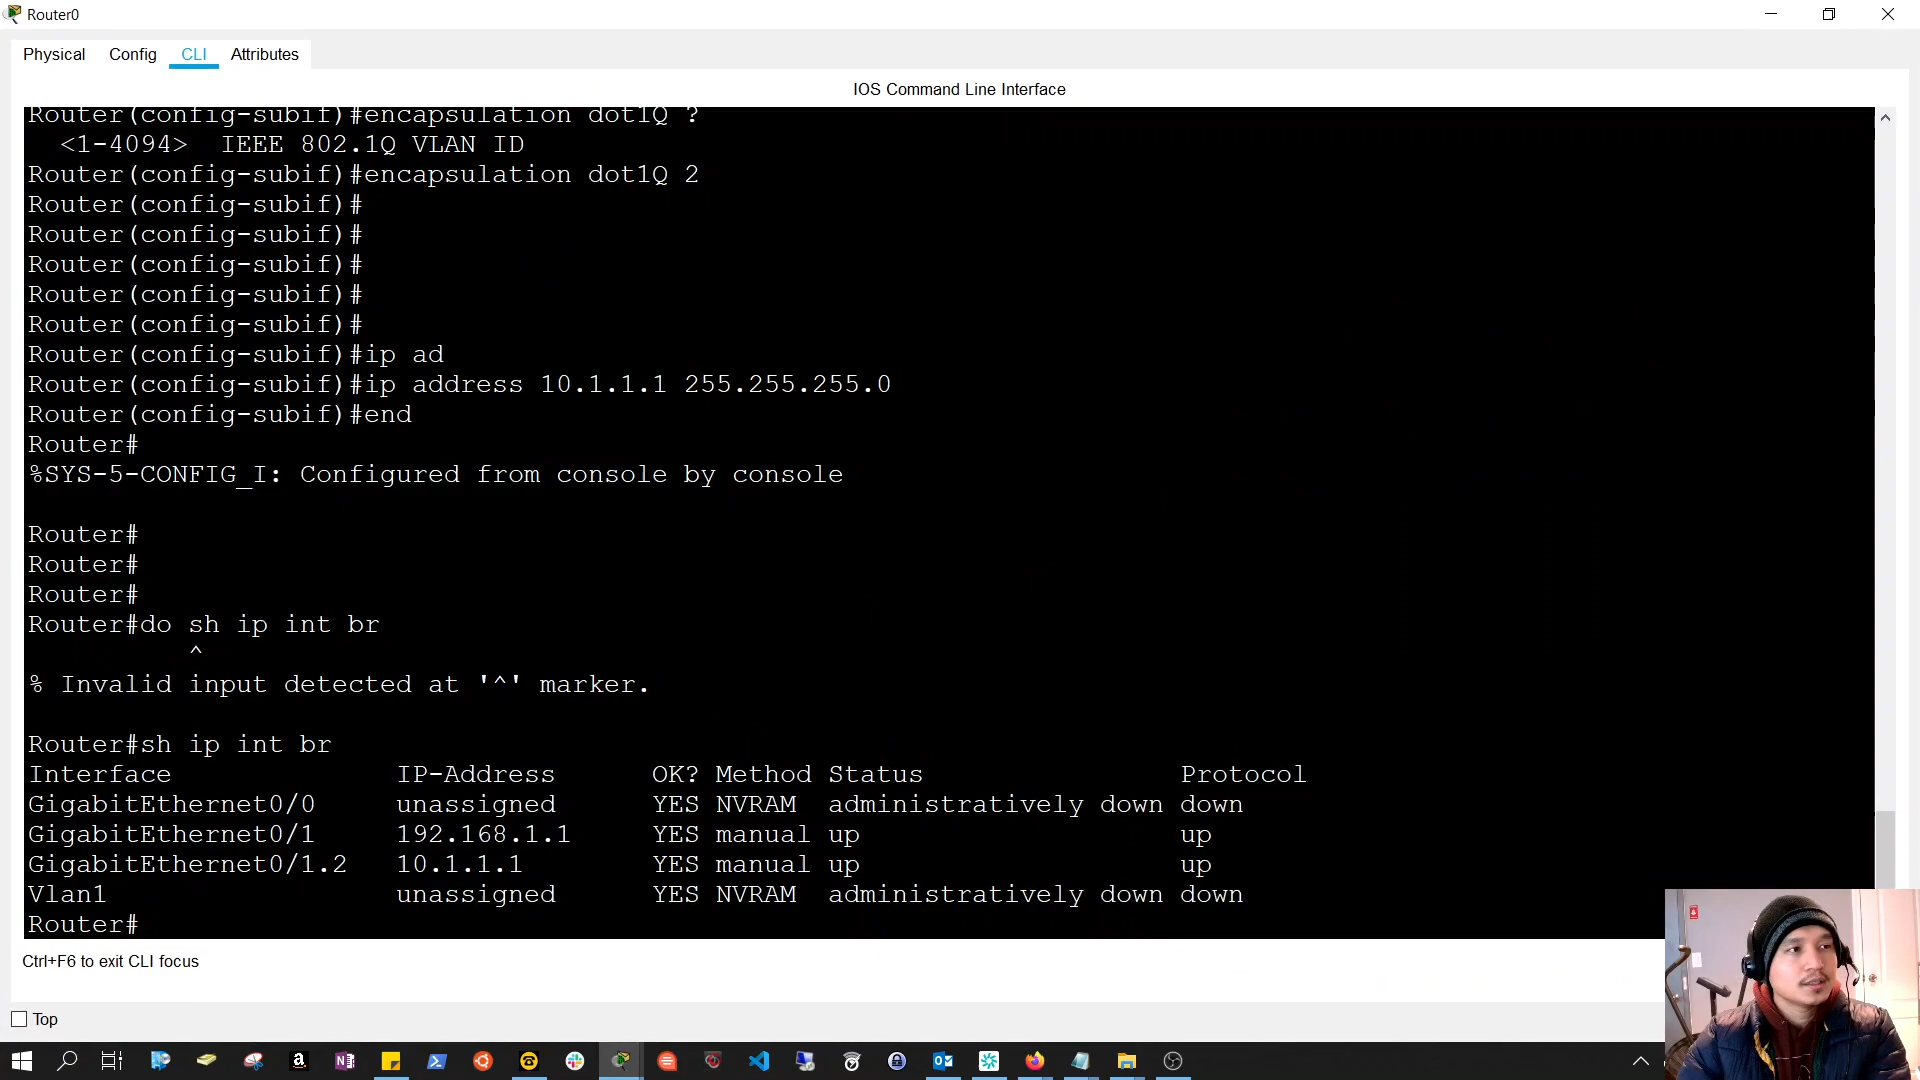 Router0
Physical Config CLI Attributes
IOS Command Line Interface
Router(config-subif)#encapsulation dot1Q ?
<1-4094> IEEE 802.1Q VLAN ID
Router(config-subif)#encapsulation dot1Q 2
Router(config-subif)#
Router(config-subif)#
Router(config-subif)#
Router(config-subif)#
Router(config-subif)#
Router(config-subif)#ip ad
Router(config-subif)#ip address 10.1.1.1 255.255.255.0
Router(config-subif)#end
Router#
%SYS-5-CONFIG_I: Configured from console by console
Router#
Router#
Router#
Router#do sh ip int br
^
% Invalid input detected at '^' marker.
Router#sh ip int br
Interface IP-Address OK? Method Status Protocol
GigabitEthernet0/0 unassigned YES NVRAM administratively down down
GigabitEthernet0/1 192.168.1.1 YES manual up up
GigabitEthernet0/1.2 10.1.1.1 YES manual up up
Vlan1 unassigned YES NVRAM administratively down down
Router#
Ctrl+F6 to exit CLI focus
Top